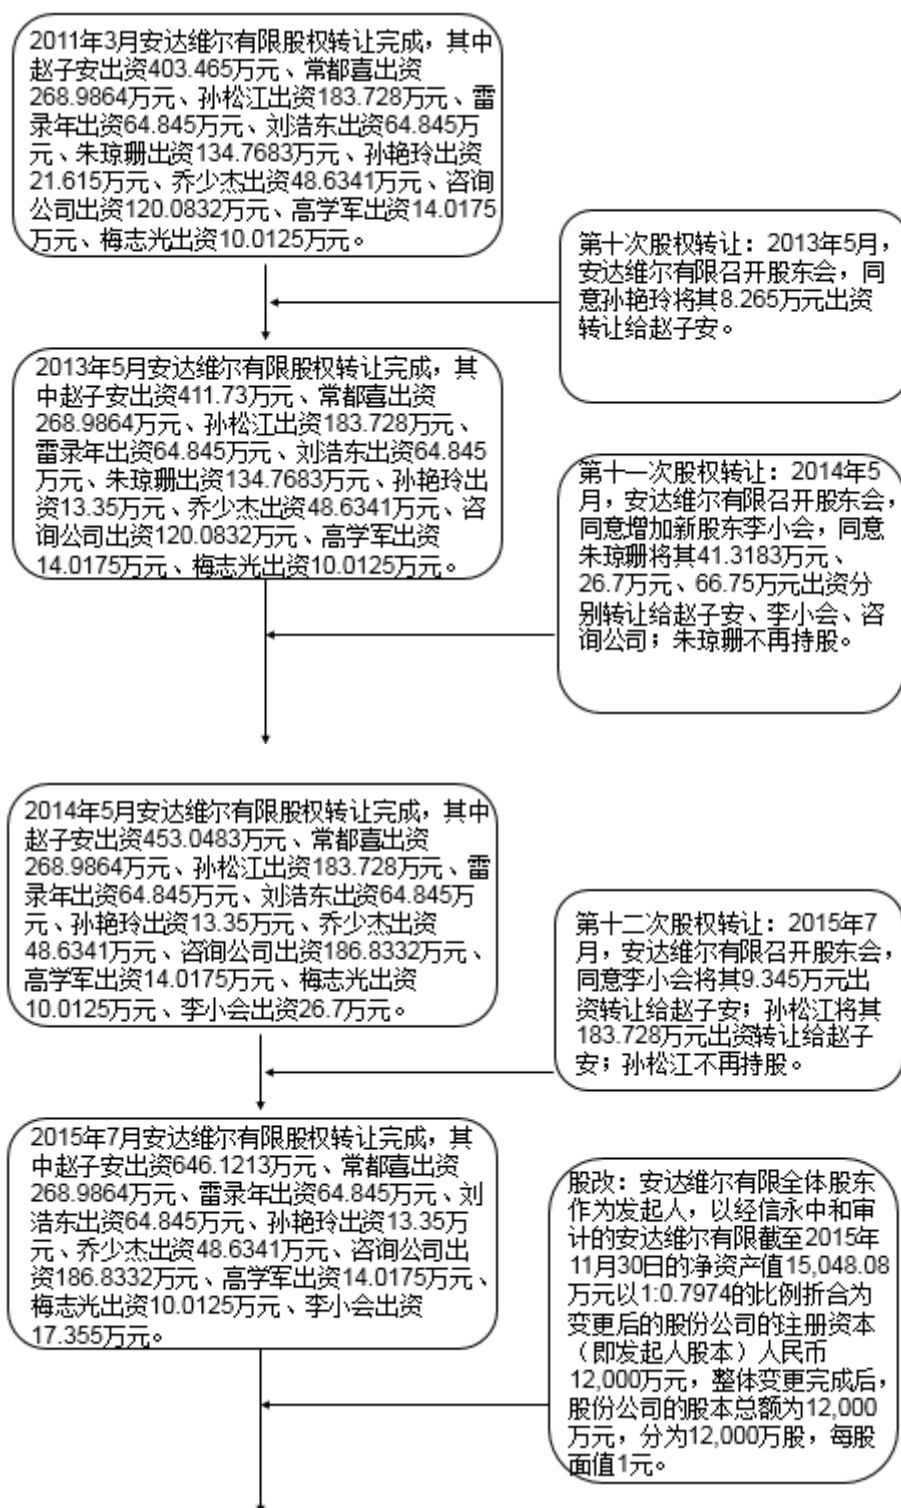 2011年3月安达维尔有限股权转让完成，其中
赵子安出资403.465万元、常都喜出资
268.9864万元、孙松江出资183.728万元、雷
录年出资64.845万元、刘浩东出资64.845万
元、朱琼珊出资134.7683万元、孙艳玲出资
21.615万元、乔少杰出资48.6341万元、咨询
公司出资120.0832万元、高学军出资14.0175
万元、梅志光出资10.0125万元。
第十次股权转让：2013年5月，
安达维尔有限召开股东会，同
意孙艳玲将其8.265万元出资
转让给赵子安。
2013年5月安达维尔有限股权转让完成，其
中赵子安出资411.73万元、常都喜出资
268.9864万元、孙松江出资183.728万元、
雷录年出资64.845万元、刘浩东出资64.845
万元、朱琼珊出资134.7683万元、孙艳玲出
资13.35万元、乔少杰出资48.6341万元、咨
询公司出资120.0832万元、高学军出资
14.0175万元、梅志光出资10.0125万元。
第十一次股权转让：2014年5
月，安达维尔有限召开股东会，
同意增加新股东李小会，同意
朱琼珊将其41.3183万元、
26.7万元、66.75万元出资分
别转让给赵子安、李小会、咨
询公司；朱琼珊不再持股。
2014年5月安达维尔有限股权转让完成，其中
赵子安出资453.0483万元、常都喜出资
268.9864万元、孙松江出资183.728万元、雷
录年出资64.845万元、刘浩东出资64.845万
元、孙艳玲出资13.35万元、乔少杰出资
48.6341万元、咨询公司出资186.8332万元、
高学军出资14.0175万元、梅志光出资
10.0125万元、李小会出资26.7万元。
第十二次股权转让：2015年7
月，安达维尔有限召开股东会，
同意李小会将其9.345万元出
资转让给赵子安；孙松江将其
183.728万元出资转让给赵子
安；孙松江不再持股。
2015年7月安达维尔有限股权转让完成，其
中赵子安出资646.1213万元、常都喜出资
268.9864万元、雷录年出资64.845万元、刘
浩东出资64.845万元、孙艳玲出资13.35万
元、乔少杰出资48.6341万元、咨询公司出
资186.8332万元、高学军出资14.0175万元、
梅志光出资10.0125万元、李小会出资
17.355万元。
股改：安达维尔有限全体股东
作为发起人，以经信永中和审
计的安达维尔有限截至2015年
11月30日的净资产值15,048.08
万元以1:0.7974的比例折合为
变更后的股份公司的注册资本
（即发起人股本）人民币
12,000万元，整体变更完成后，
股份公司的股本总额为12,000
万元，分为12,000万股，每股
面值1元。